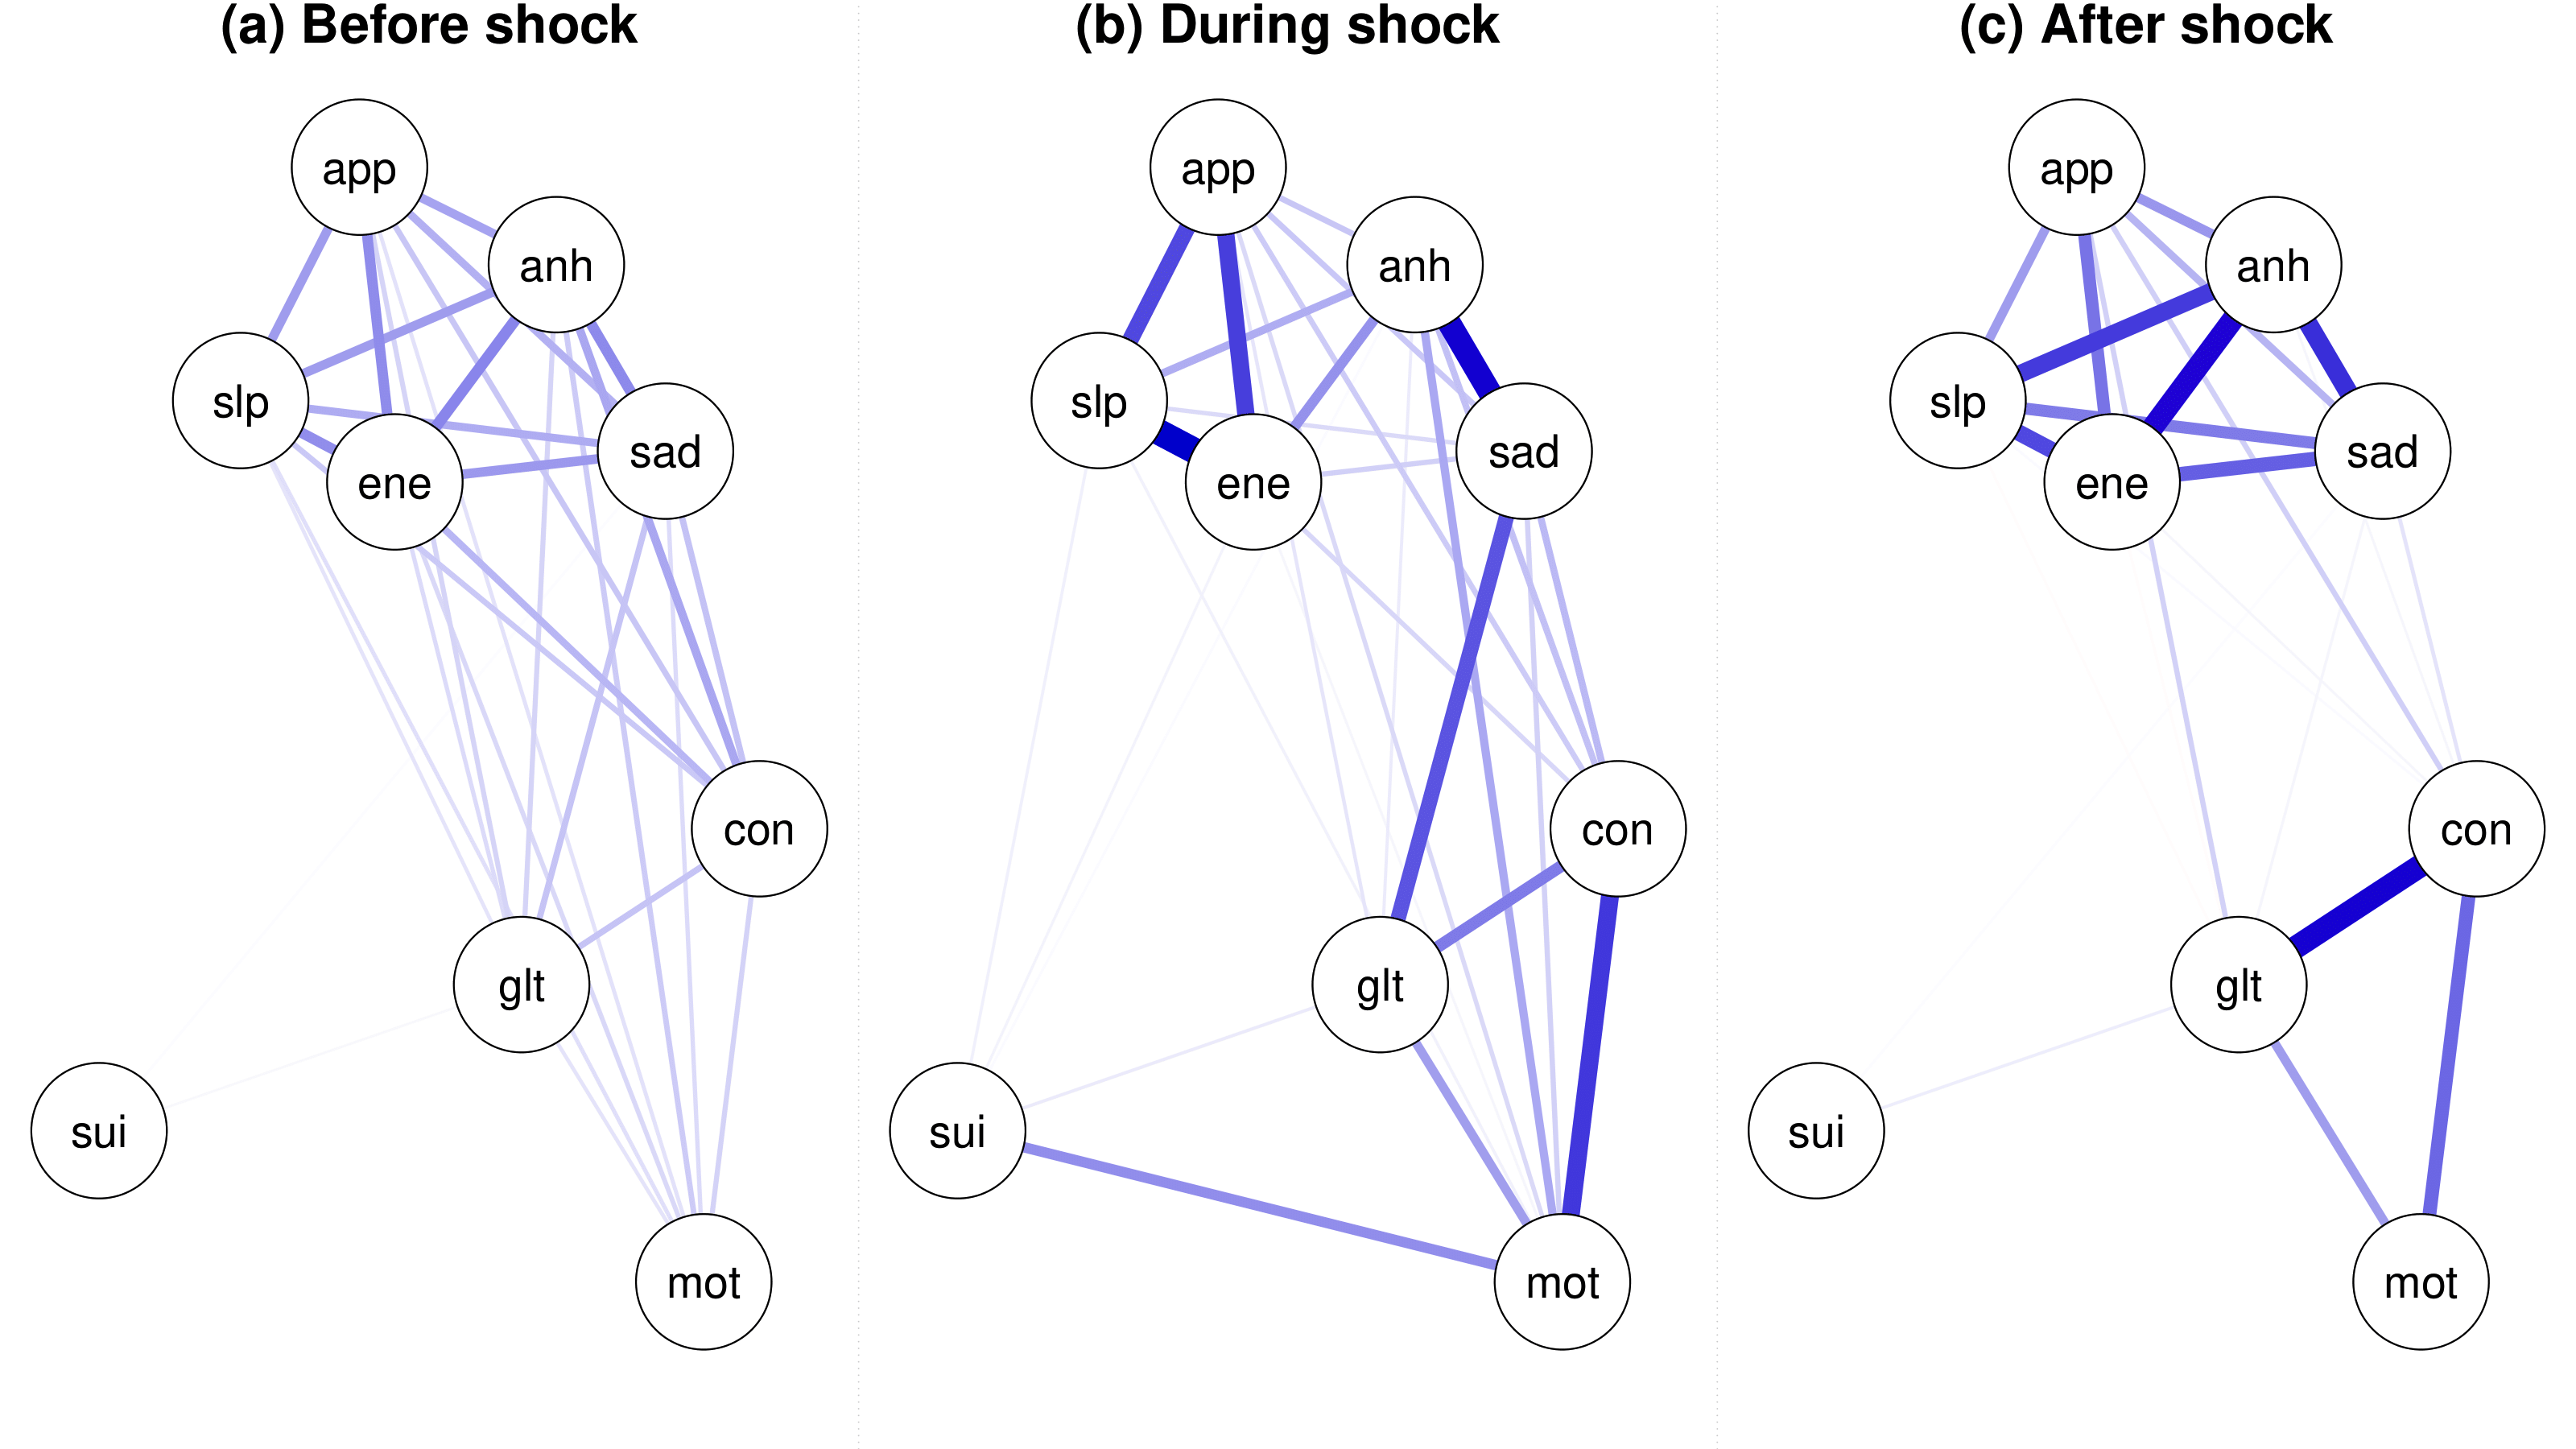 (a) Before shock
app
anh
slp
sad
ene
con
glt
sui
mot
(b) During shock
app
anh
slp
sad
ene
con
glt
sui
mot
(c) After shock
app
anh
slp
sad
ene
con
glt
sui
mot